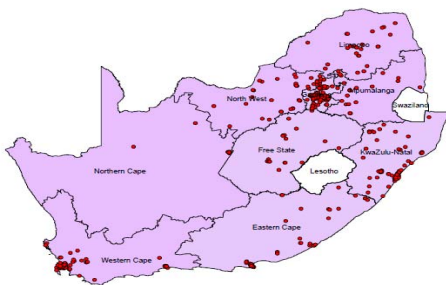 Limpopo
Mpumalanga
North West
Swaziland
Free State
KwaZulu-Natal
Lesotho
Northern Cape
Eastern Cape
Western Cape